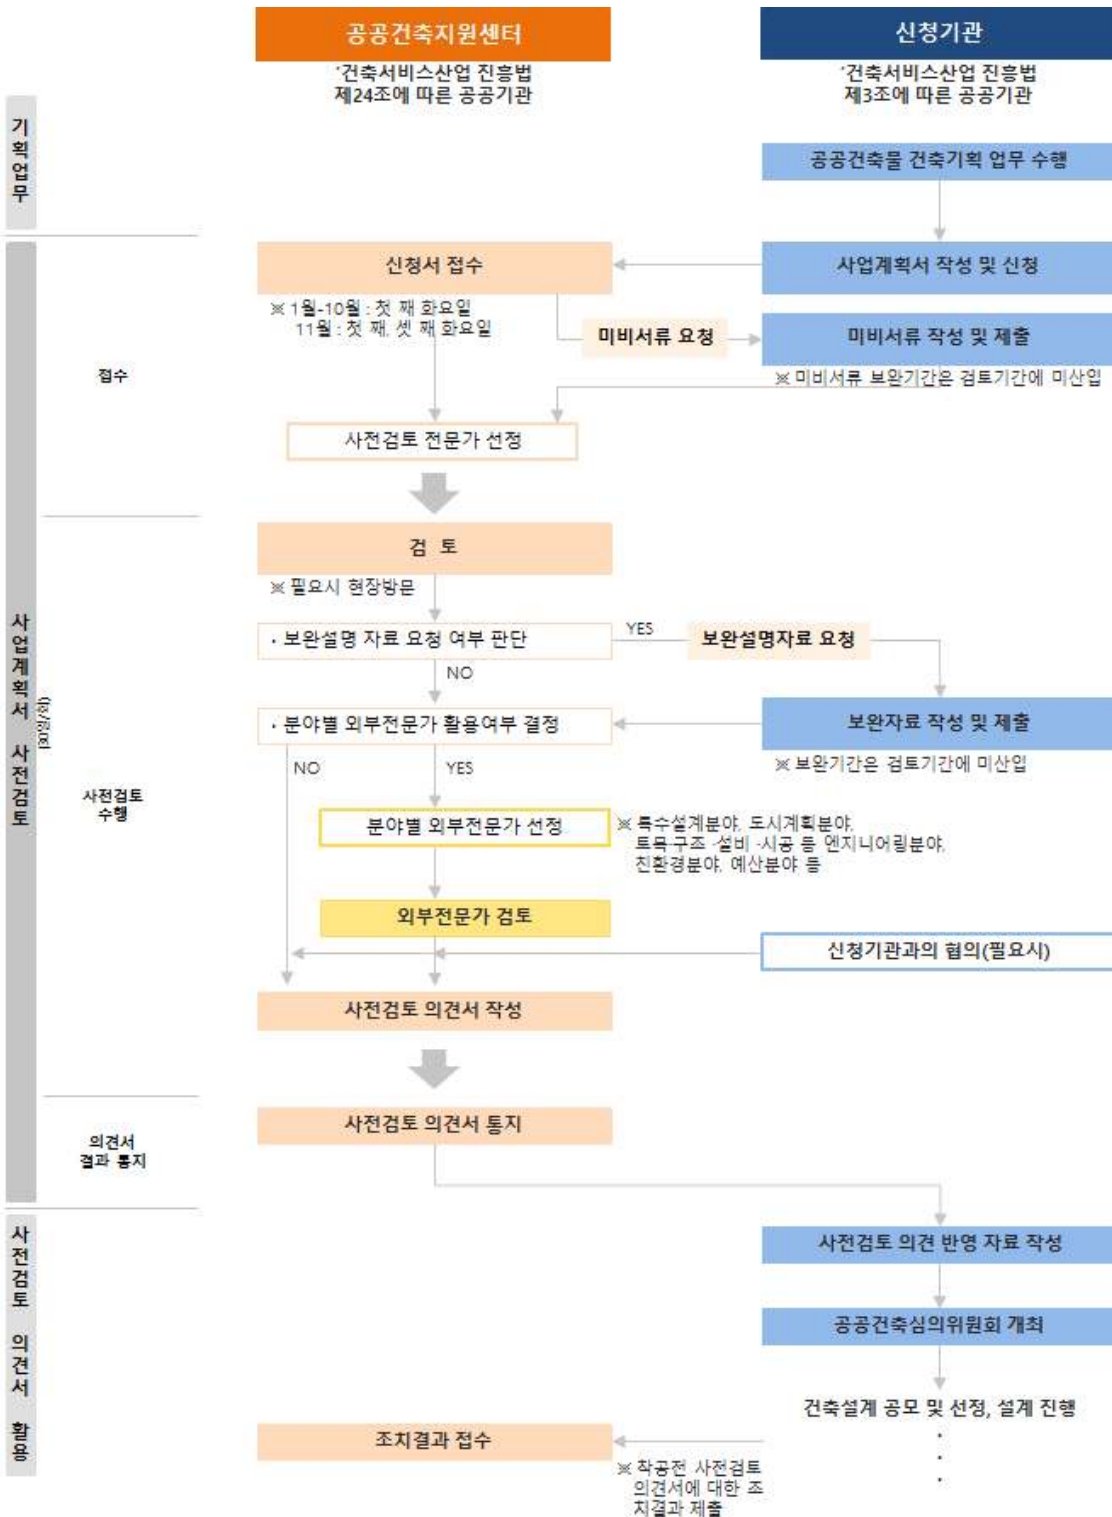 공공건축지원센터
신청기관
*건축서비스산업 진흥법
제24조에 따른 공공기관
*건축서비스산업 진흥법
제3조에 따른 공공기관
기획업무
공공건축물 건축기획 업무 수행
사업계획서 사전검토
(30일/회)
접수
신청서 접수
사업계획서 작성 및 신청
※ 1월-10월 : 첫 째 화요일
11월 : 첫 째, 셋 째 화요일
미비서류 요청
미비서류 작성 및 제출
※ 미비서류 보완기간은 검토기간에 미산입
사전검토 전문가 선정
사전검토
수행
검 토
※ 필요시 현장방문
· 보완설명 자료 요청 여부 판단
YES
보완설명자료 요청
NO
· 분야별 외부전문가 활용여부 결정
보완자료 작성 및 제출
※ 보완기간은 검토기간에 미산입
NO
YES
분야별 외부전문가 선정
※ 특수설계분야, 도시계획분야,
토목·구조·설비·시공 등 엔지니어링분야,
친환경분야, 예산분야 등
외부전문가 검토
신청기관과의 협의(필요시)
사전검토 의견서 작성
의견서
결과 통지
사전검토 의견서 통지
사전검토 의견서 활용
사전검토 의견 반영 자료 작성
공공건축심의위원회 개최
건축설계 공모 및 선정, 설계 진행
·
·
·
조치결과 접수
※ 착공전 사전검토
의견서에 대한 조
치결과 제출